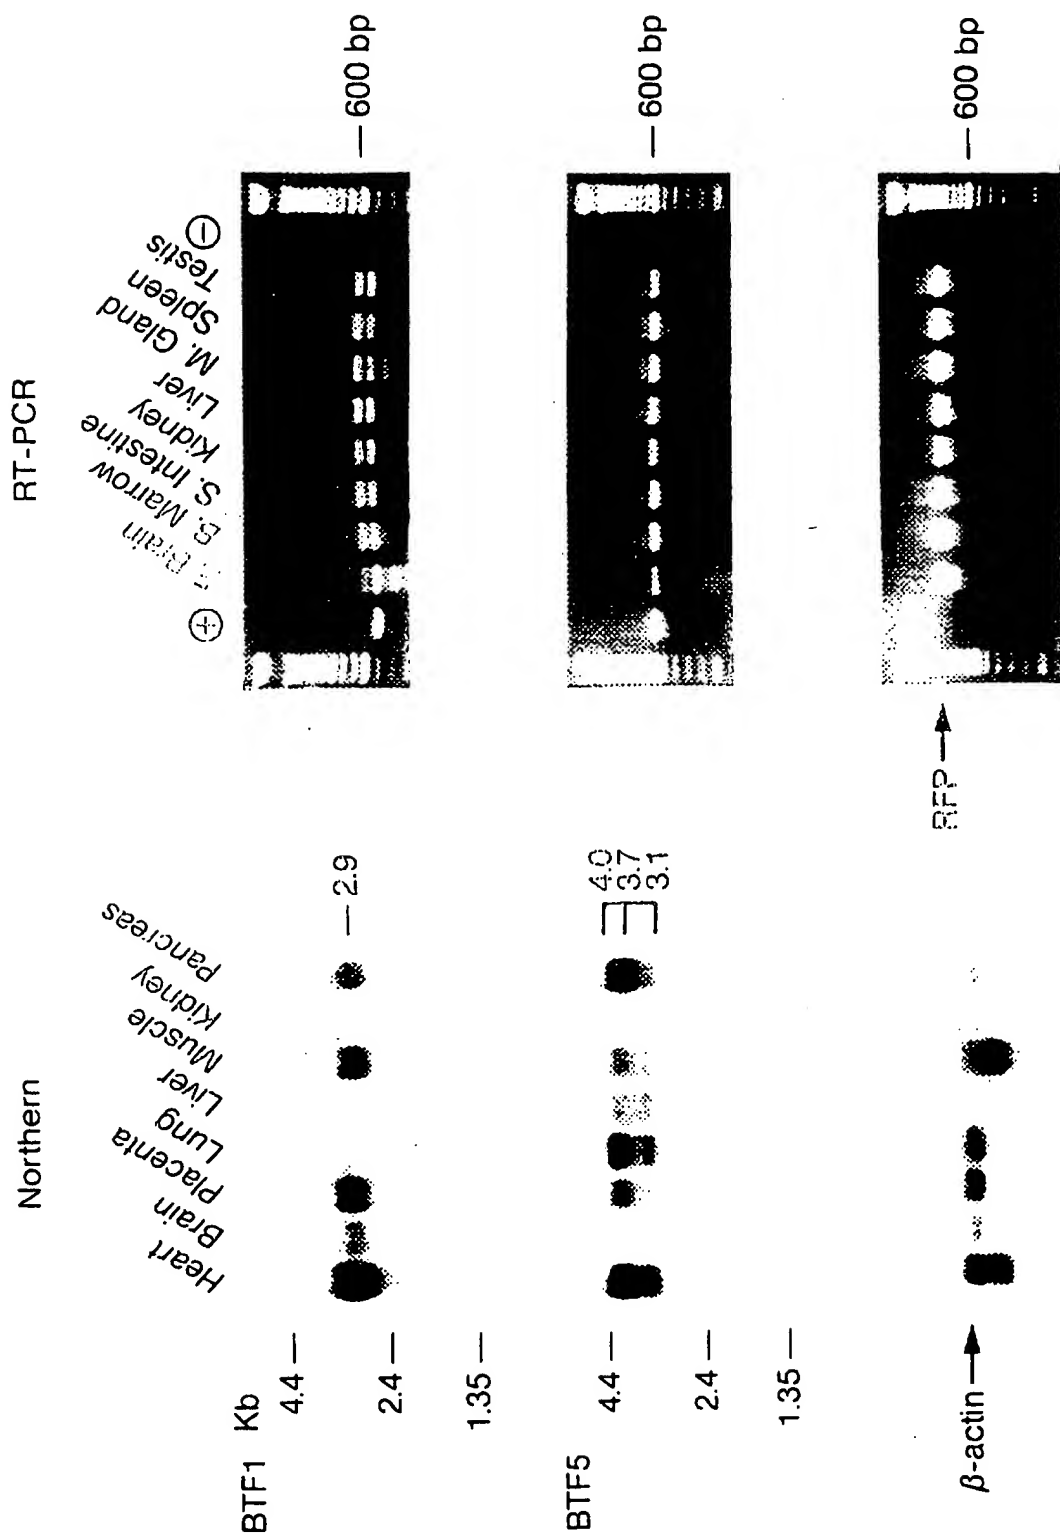 Northern
RT-PCR
Heart
Brain
Placenta
Lung
Liver
Muscle
Kidney
Pancreas
⊕
Brain
B. Marrow
S. Intestine
Kidney
Liver
M. Gland
Spleen
Testis
⊖
BTF1 Kb
4.4 —
2.4 —
1.35 —
— 2.9
— 600 bp
BTF5
4.4 —
2.4 —
1.35 —
4.0
3.7
3.1
— 600 bp
β-actin
RFP
— 600 bp